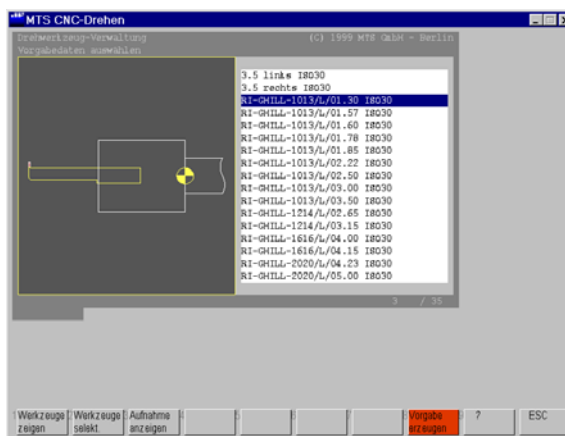 MTS CNC-Drehen
Drehwerkzeug-Verwaltung (C) 1999 MTS GmbH - Berlin
Vorgabedaten auswählen
3.5 links ISO30
3.5 rechts ISO30
RI-GHILL-1013/L/01.30 ISO30
RI-GHILL-1013/L/01.57 ISO30
RI-GHILL-1013/L/01.60 ISO30
RI-GHILL-1013/L/01.78 ISO30
RI-GHILL-1013/L/01.85 ISO30
RI-GHILL-1013/L/02.22 ISO30
RI-GHILL-1013/L/02.50 ISO30
RI-GHILL-1013/L/03.00 ISO30
RI-GHILL-1013/L/03.50 ISO30
RI-GHILL-1214/L/02.65 ISO30
RI-GHILL-1214/L/03.15 ISO30
RI-GHILL-1616/L/04.00 ISO30
RI-GHILL-1616/L/04.15 ISO30
RI-GHILL-2020/L/04.23 ISO30
RI-GHILL-2020/L/05.00 ISO30
3 / 35
Werkzeuge Werkzeuge Aufnahme Vorgabe ? ESC
zeigen selekt. anzeigen erzeugen